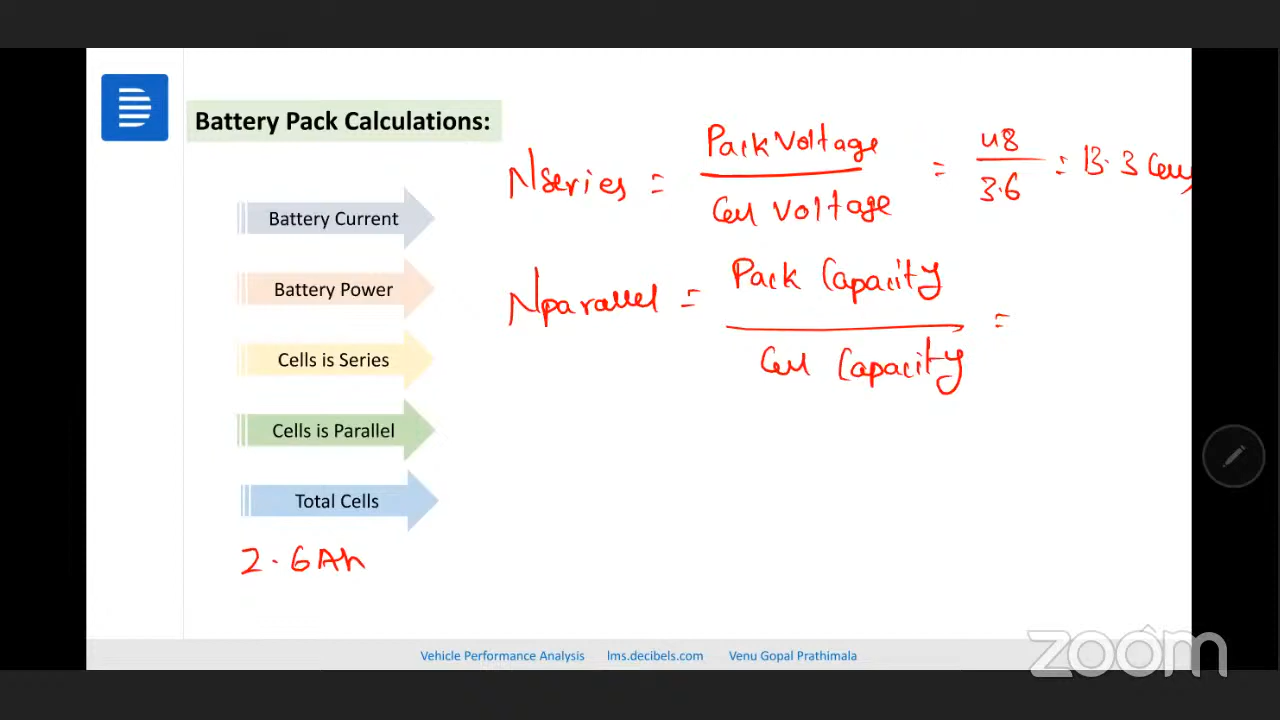 Battery Pack Calculations:
Nseries = Pack Voltage / Cell Voltage = 48 / 3.6 = 13.3 Cells
Battery Current
Battery Power
Nparallel = Pack Capacity / Cell Capacity =
Cells is Series
Cells is Parallel
Total Cells
2.6Ah
Vehicle Performance Analysis lms.decibels.com Venu Gopal Prathimala
zoom